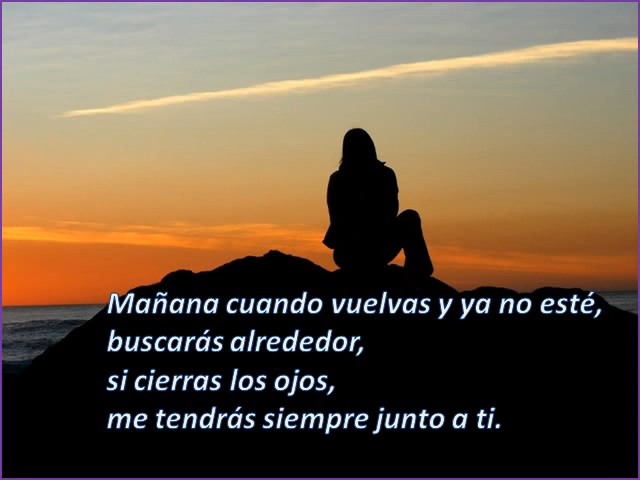 Mañana cuando vuelvas y ya no esté,
buscarás alrededor,
si cierras los ojos,
me tendrás siempre junto a ti.